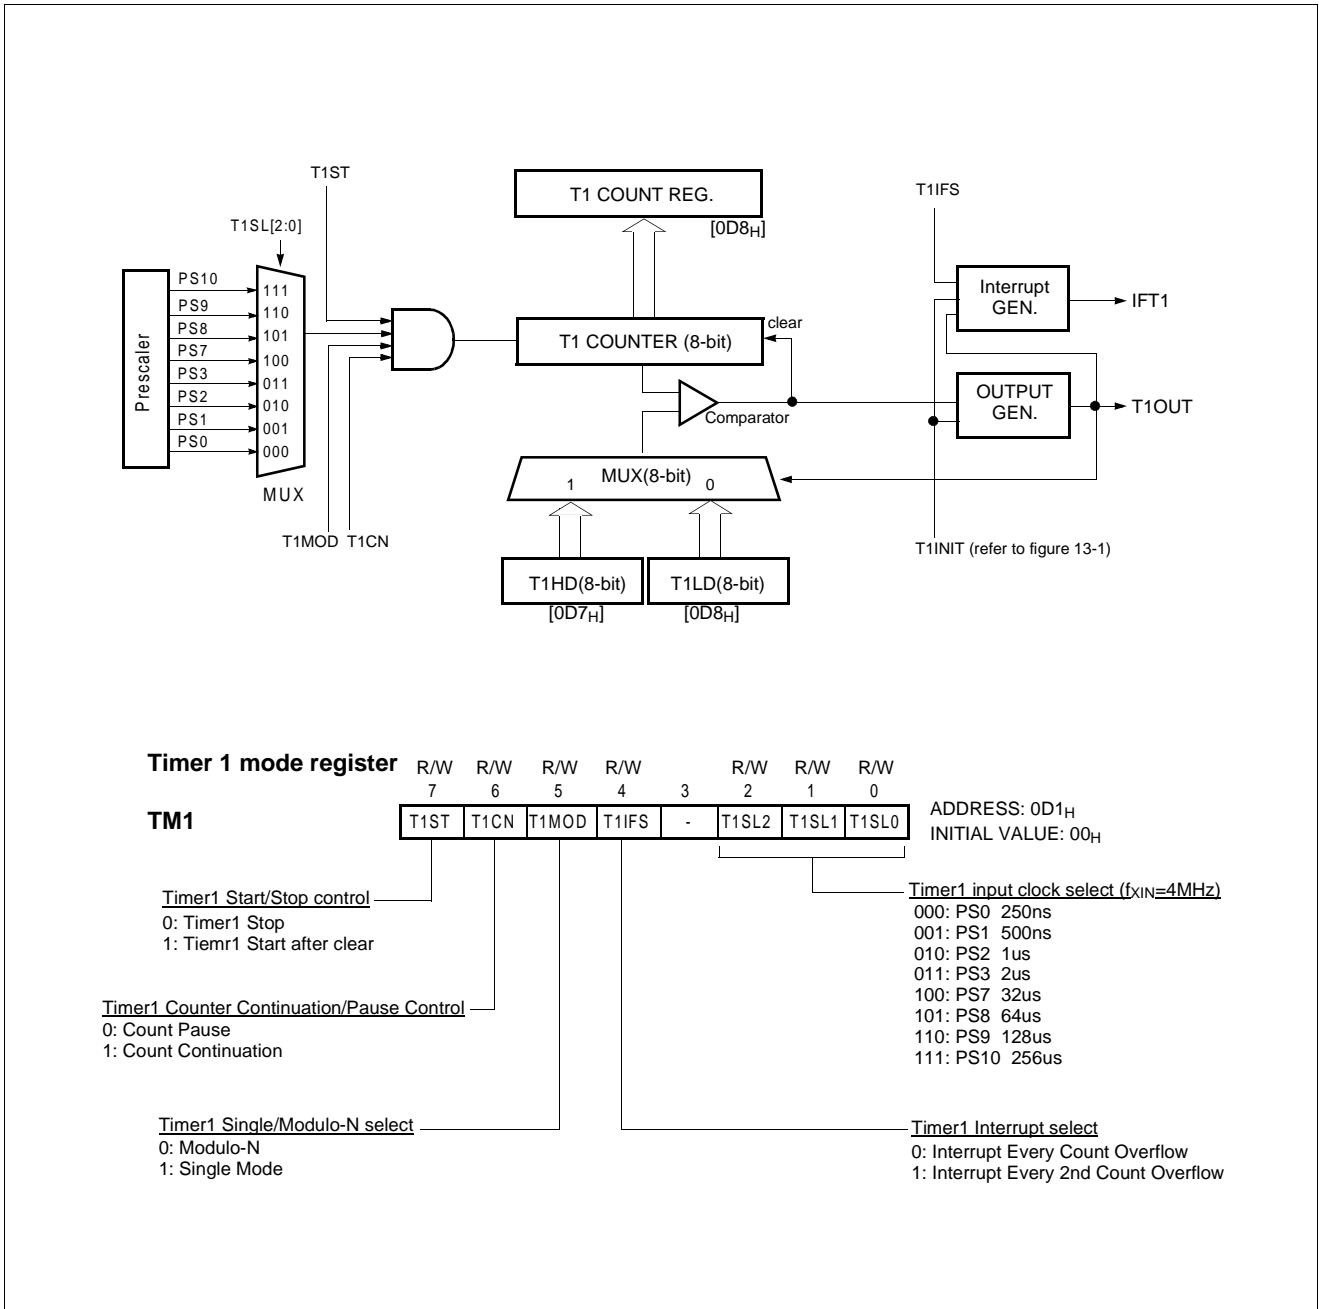 T1ST
T1 COUNT REG.
T1IFS
[0D8H]
T1SL[2:0]
Prescaler
PS10
PS9
PS8
PS7
PS3
PS2
PS1
PS0
111
110
101
100
011
010
001
000
MUX
T1MOD T1CN
T1 COUNTER (8-bit)
clear
Comparator
Interrupt
GEN.
IFT1
OUTPUT
GEN.
T1OUT
MUX(8-bit)
1 0
T1HD(8-bit)
[0D7H]
T1LD(8-bit)
[0D8H]
T1INIT (refer to figure 13-1)
Timer 1 mode register
R/W R/W R/W R/W R/W R/W R/W
7 6 5 4 3 2 1 0
TM1
T1ST T1CN T1MOD T1IFS - T1SL2 T1SL1 T1SL0
ADDRESS: 0D1H
INITIAL VALUE: 00H
Timer1 Start/Stop control
0: Timer1 Stop
1: Tiemr1 Start after clear
Timer1 Counter Continuation/Pause Control
0: Count Pause
1: Count Continuation
Timer1 Single/Modulo-N select
0: Modulo-N
1: Single Mode
Timer1 input clock select (fXIN=4MHz)
000: PS0 250ns
001: PS1 500ns
010: PS2 1us
011: PS3 2us
100: PS7 32us
101: PS8 64us
110: PS9 128us
111: PS10 256us
Timer1 Interrupt select
0: Interrupt Every Count Overflow
1: Interrupt Every 2nd Count Overflow